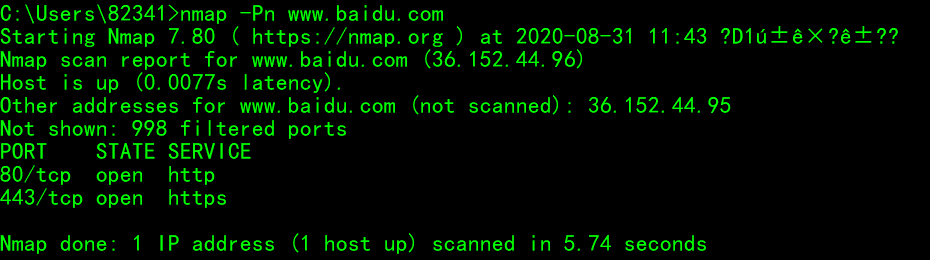 C:\Users\82341>nmap -Pn www.baidu.com
Starting Nmap 7.80 ( https://nmap.org ) at 2020-08-31 11:43 ?D1ú±ê×?ê±??
Nmap scan report for www.baidu.com (36.152.44.96)
Host is up (0.0077s latency).
Other addresses for www.baidu.com (not scanned): 36.152.44.95
Not shown: 998 filtered ports
PORT    STATE SERVICE
80/tcp  open  http
443/tcp open  https
Nmap done: 1 IP address (1 host up) scanned in 5.74 seconds